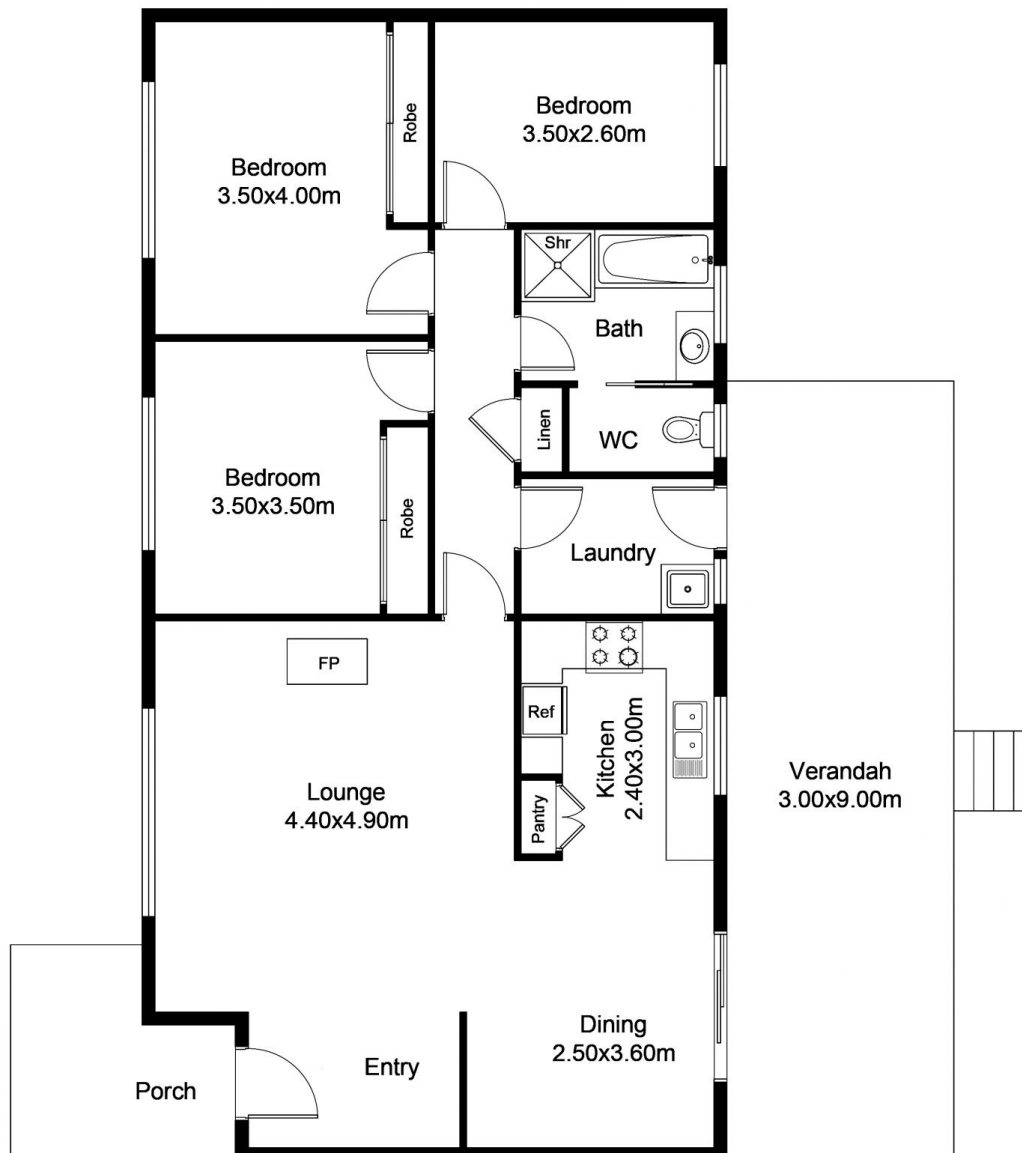 Bedroom
3.50x4.00m
Robe
Bedroom
3.50x2.60m
Shr
Bath
Linen
WC
Bedroom
3.50x3.50m
Robe
Laundry
FP
Ref
Kitchen
2.40x3.00m
Pantry
Lounge
4.40x4.90m
Verandah
3.00x9.00m
Dining
2.50x3.60m
Entry
Porch